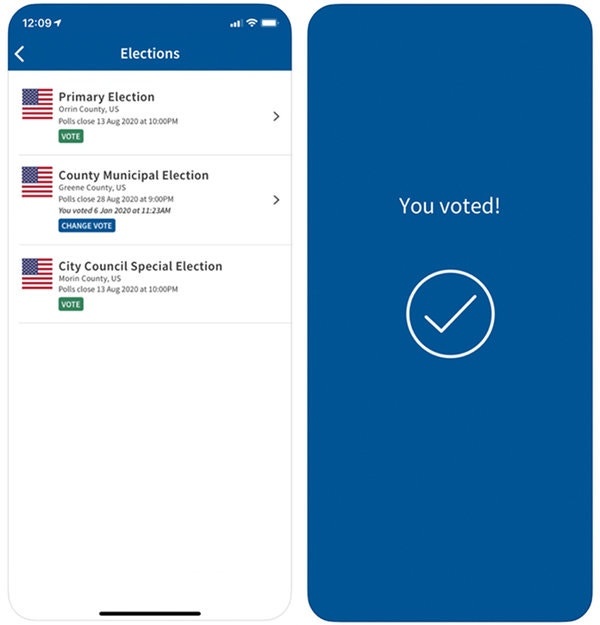 12:09
Elections
Primary Election
Orrin County, US
Polls close 13 Aug 2020 at 10:00PM
VOTE
County Municipal Election
Greene County, US
Polls close 28 Aug 2020 at 9:00PM
You voted 6 Jan 2020 at 11:23AM
CHANGE VOTE
City Council Special Election
Morin County, US
Polls close 13 Aug 2020 at 10:00PM
VOTE
You voted!